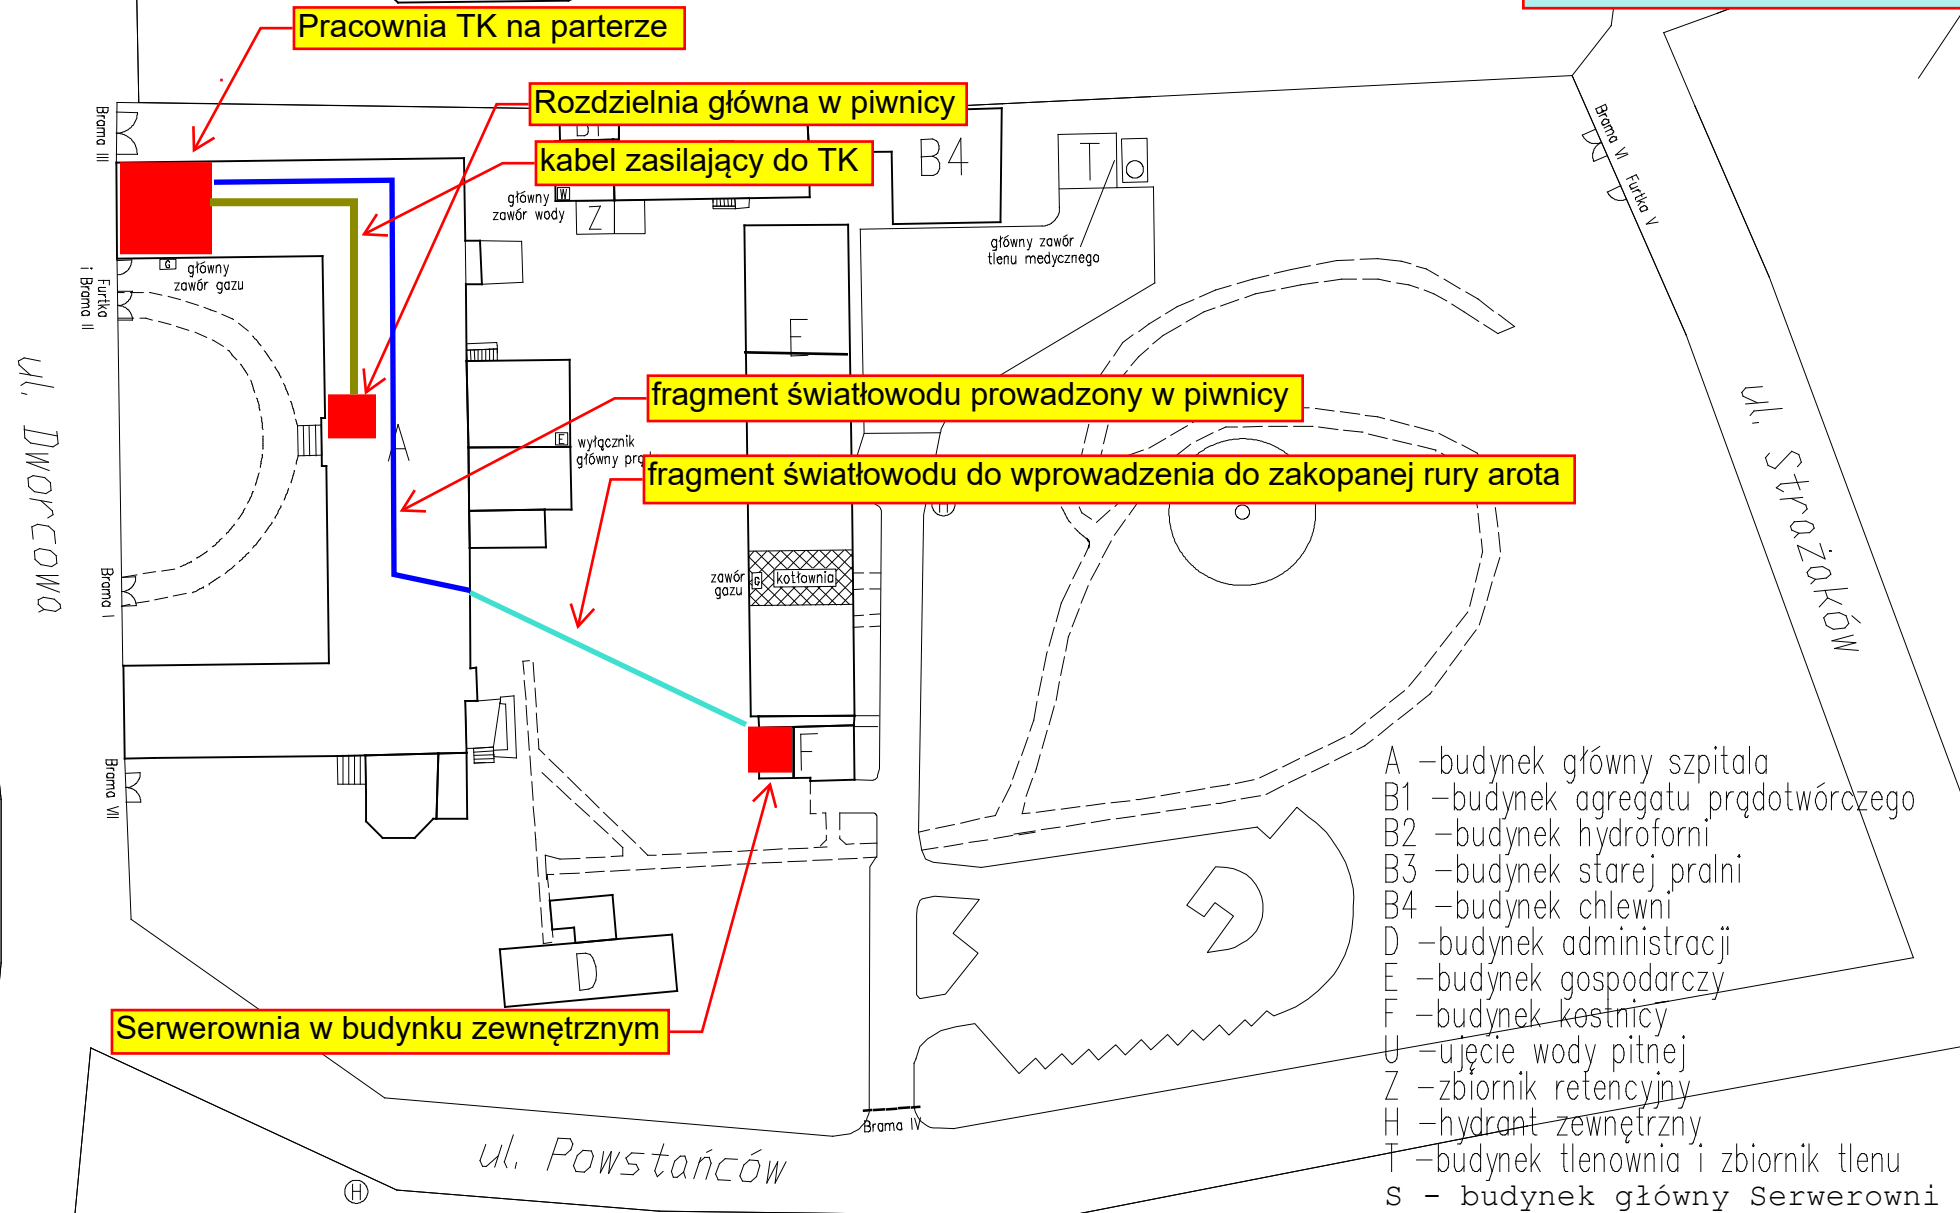 Pracownia TK na parterze
Rozdzielnia główna w piwnicy
B1
kabel zasilający do TK
B4
T
Brama III
Brama VI
Furtka V
główny
zawór wody
W
Z
główny zawór
tlenu medycznego
G
główny
zawór gazu
Furtka
i Brama II
E
ul. Dworcowa
fragment światłowodu prowadzony w piwnicy
A
E
wyłącznik
główny prą
fragment światłowodu do wprowadzenia do zakopanej rury arota
H
ul. Strażaków
zawór
gazu
G
kotłownia
Brama I
Brama VII
F
D
Serwerownia w budynku zewnętrznym
A -budynek główny szpitala
B1 -budynek agregatu prądotwórczego
B2 -budynek hydroforni
B3 -budynek starej pralni
B4 -budynek chlewni
D -budynek administracji
E -budynek gospodarczy
F -budynek kostnicy
U -ujęcie wody pitnej
Z -zbiornik retencyjny
H -hydrant zewnętrzny
T -budynek tlenownia i zbiornik tlenu
S - budynek główny Serwerowni
Brama IV
ul. Powstańców
H